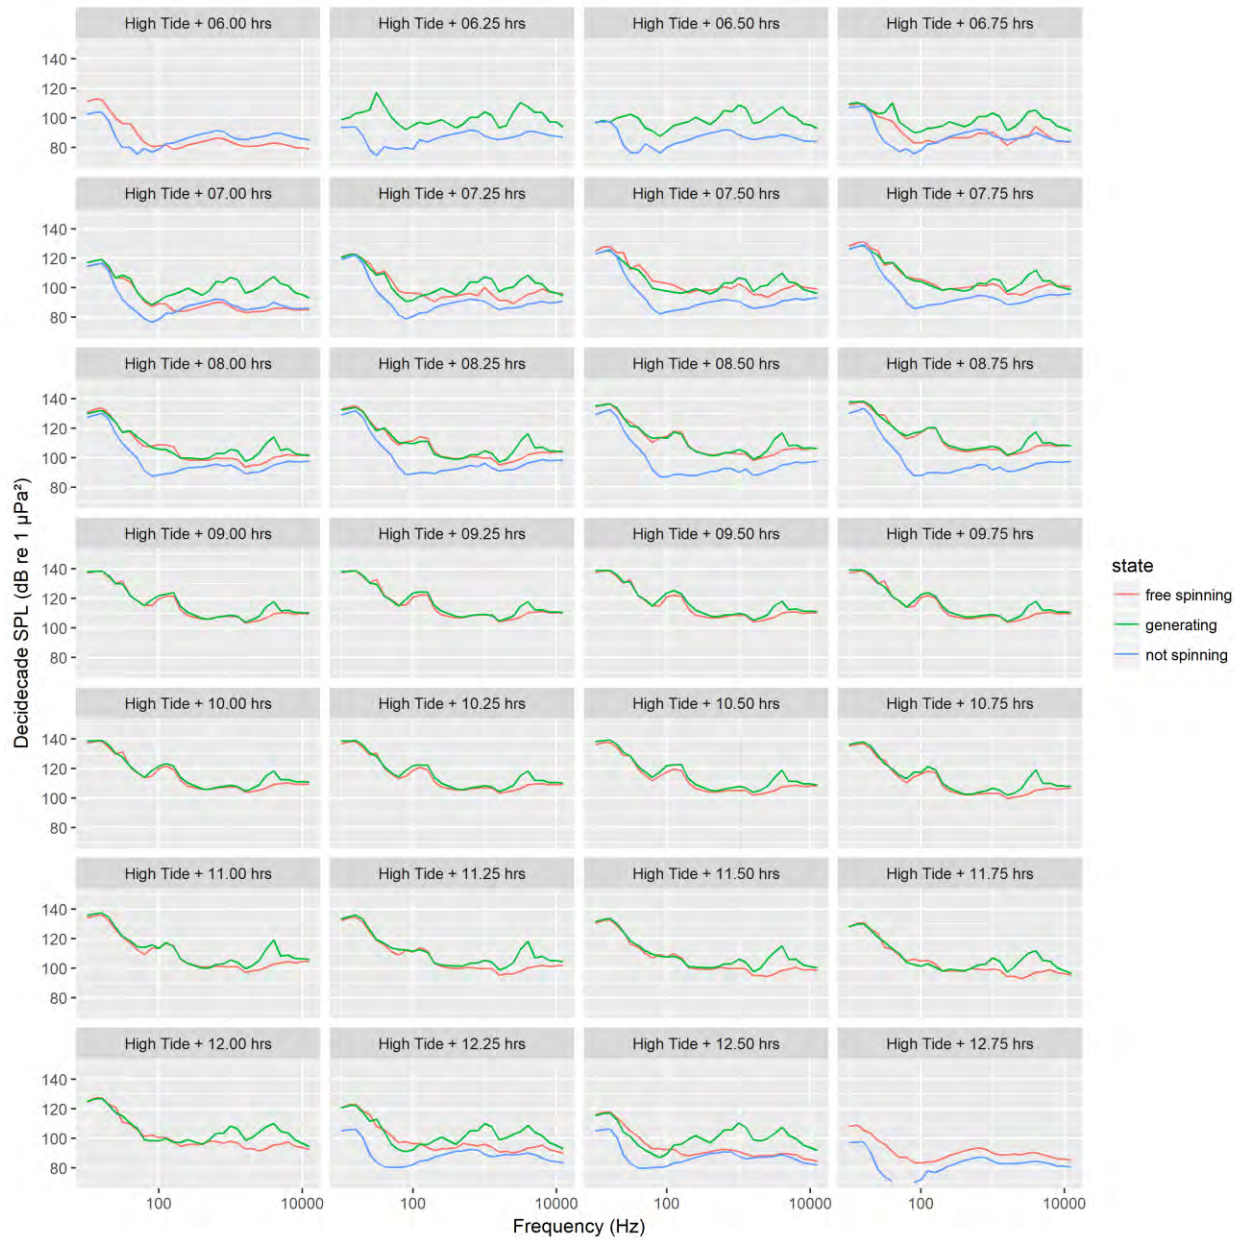 High Tide + 06.00 hrs High Tide + 06.25 hrs High Tide + 06.50 hrs High Tide + 06.75 hrs
140
120
100
80
High Tide + 07.00 hrs High Tide + 07.25 hrs High Tide + 07.50 hrs High Tide + 07.75 hrs
140
120
100
80
High Tide + 08.00 hrs High Tide + 08.25 hrs High Tide + 08.50 hrs High Tide + 08.75 hrs
140
120
100
80
High Tide + 09.00 hrs High Tide + 09.25 hrs High Tide + 09.50 hrs High Tide + 09.75 hrs
140
120
100
80
High Tide + 10.00 hrs High Tide + 10.25 hrs High Tide + 10.50 hrs High Tide + 10.75 hrs
140
120
100
80
High Tide + 11.00 hrs High Tide + 11.25 hrs High Tide + 11.50 hrs High Tide + 11.75 hrs
140
120
100
80
High Tide + 12.00 hrs High Tide + 12.25 hrs High Tide + 12.50 hrs High Tide + 12.75 hrs
140
120
100
80
100 10000 100 10000 100 10000 100 10000
Frequency (Hz)
Decidecade SPL (dB re 1 µPa²)
state
free spinning
generating
not spinning